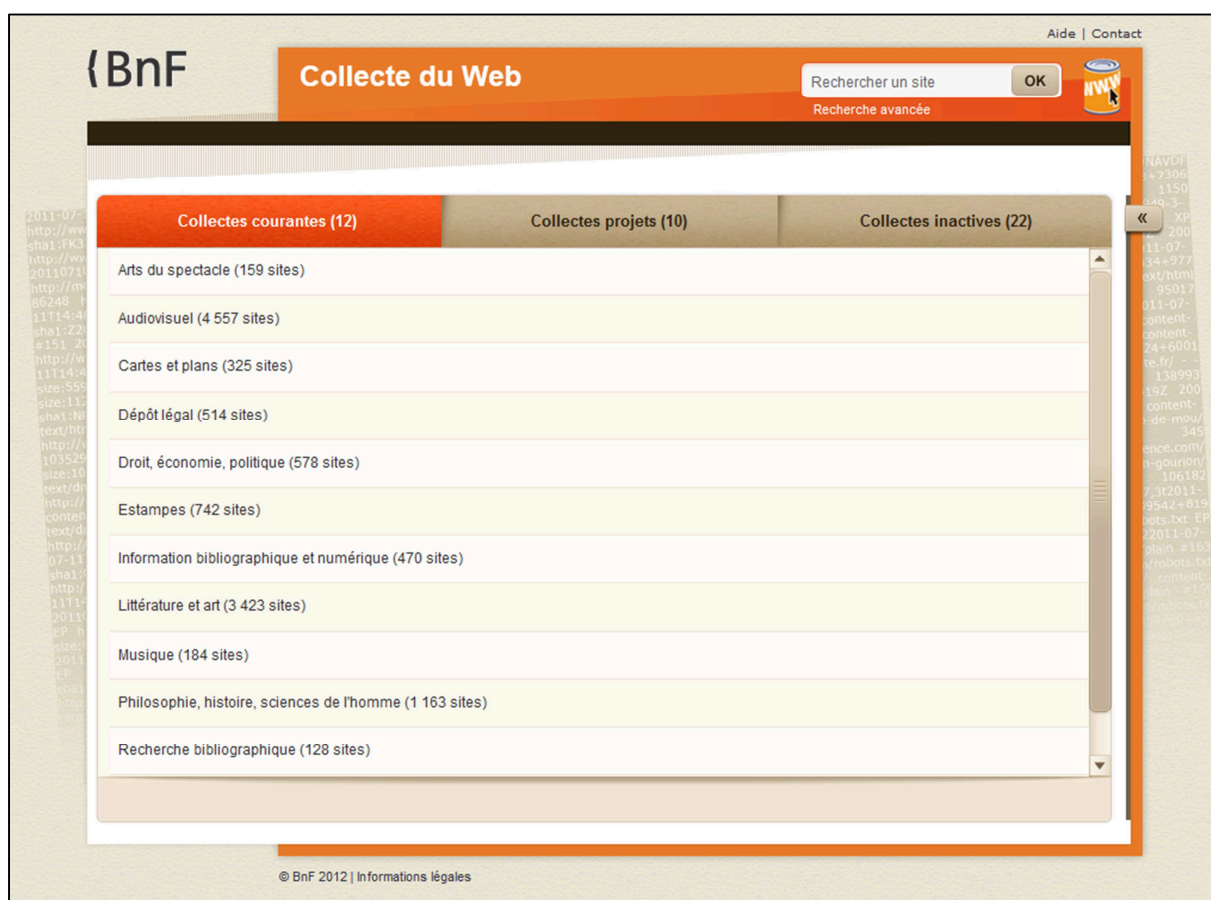 Aide | Contact
{BnF
Collecte du Web
Rechercher un site
OK
WWW
Recherche avancée
Collectes courantes (12)
Collectes projets (10)
Collectes inactives (22)
«
Arts du spectacle (159 sites)
Audiovisuel (4 557 sites)
Cartes et plans (325 sites)
Dépôt légal (514 sites)
Droit, économie, politique (578 sites)
Estampes (742 sites)
Information bibliographique et numérique (470 sites)
Littérature et art (3 423 sites)
Musique (184 sites)
Philosophie, histoire, sciences de l'homme (1 163 sites)
Recherche bibliographique (128 sites)
© BnF 2012 | Informations légales